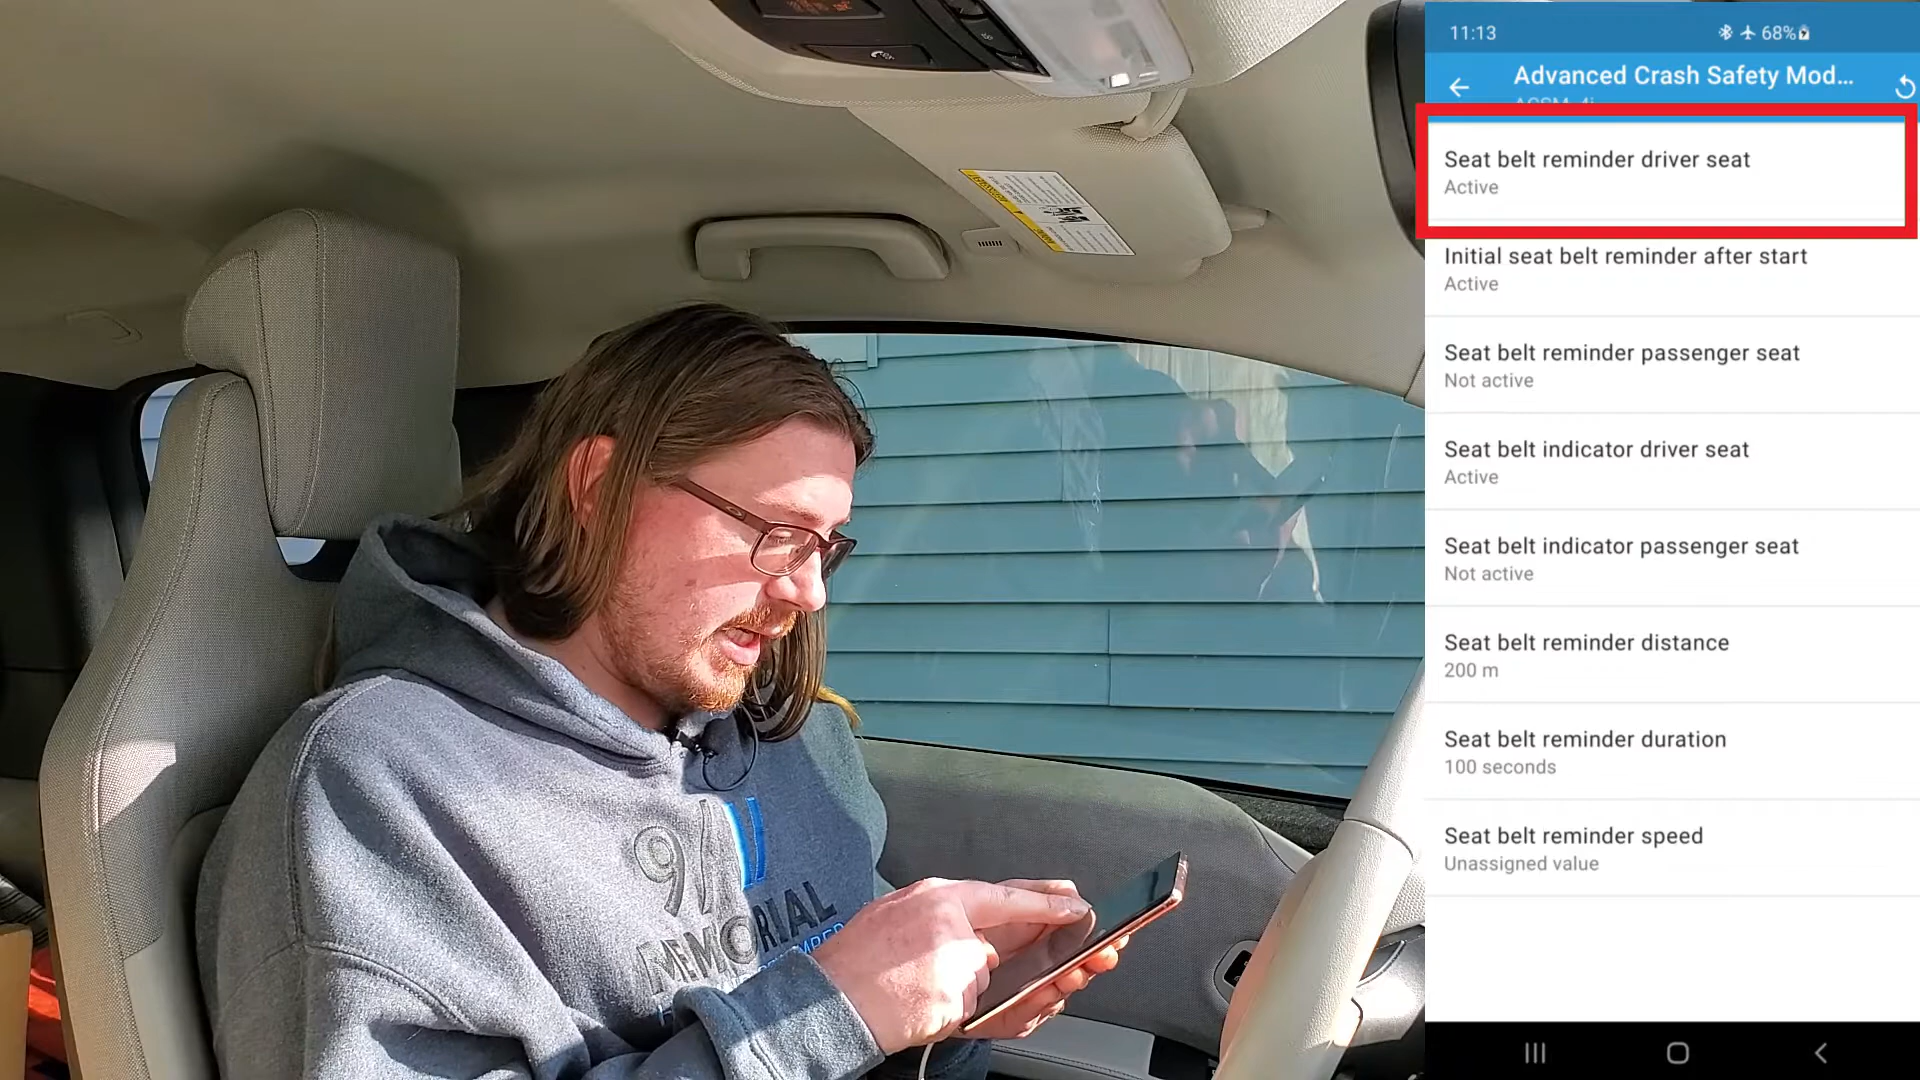 11:13
68%
Advanced Crash Safety Mod...
Seat belt reminder driver seat
Active
Initial seat belt reminder after start
Active
Seat belt reminder passenger seat
Not active
Seat belt indicator driver seat
Active
Seat belt indicator passenger seat
Not active
Seat belt reminder distance
200 m
Seat belt reminder duration
100 seconds
Seat belt reminder speed
Unassigned value
SOS
9/11
MEMORIAL